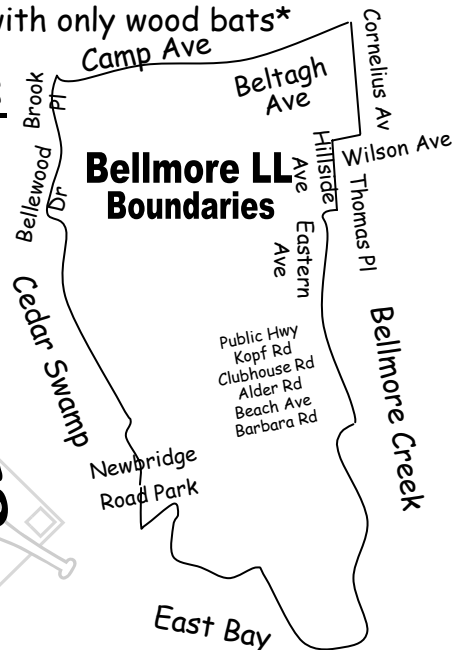 with only wood bats*
Camp Ave
Cornelius Av
Beltagh
Ave
Brook
Pl
Wilson Ave
Hillside
Ave
Bellmore LL
Boundaries
Bellewood
Dr
Thomas Pl
Eastern
Ave
Cedar Swamp
Bellmore Creek
Public Hwy
Kopf Rd
Clubhouse Rd
Alder Rd
Beach Ave
Barbara Rd
Newbridge
Road Park
East Bay